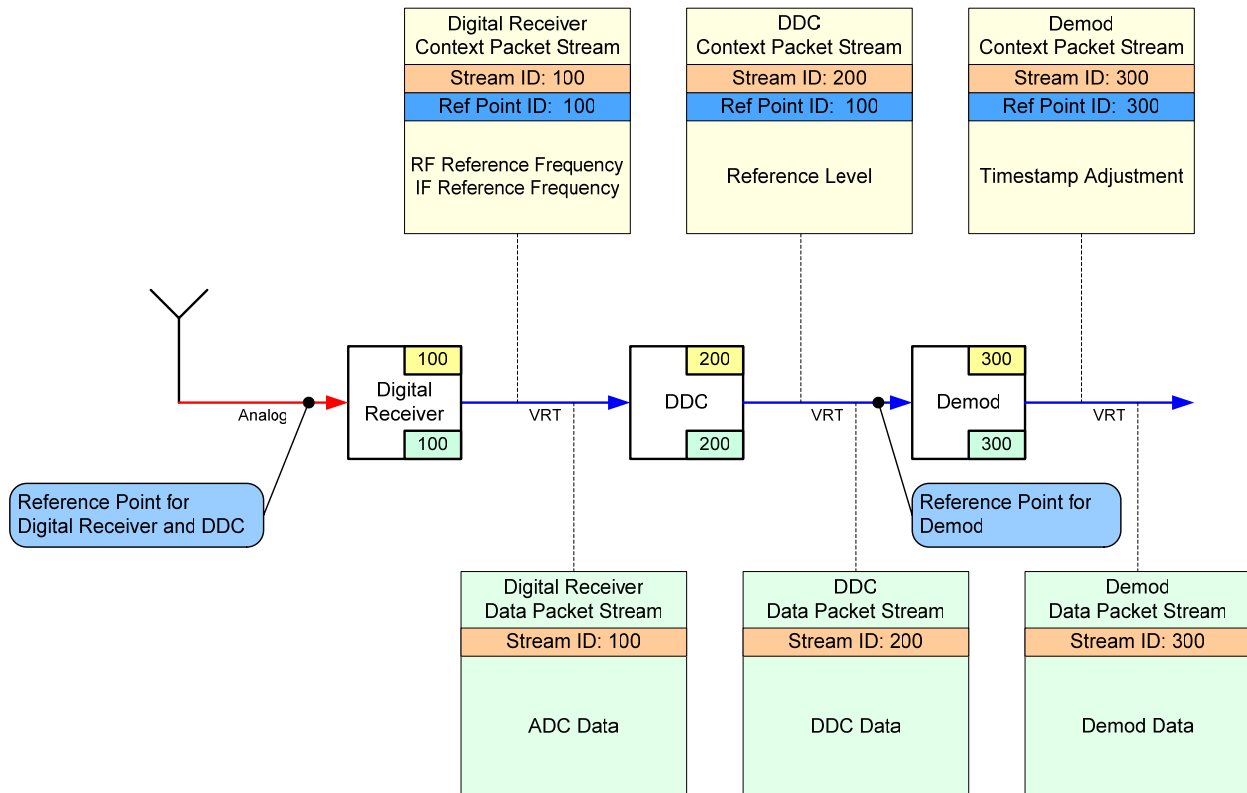 Digital Receiver
Context Packet Stream
Stream ID: 100
Ref Point ID:  100
RF Reference Frequency
IF Reference Frequency
DDC
Context Packet Stream
Stream ID: 200
Ref Point ID:  100
Reference Level
Demod
Context Packet Stream
Stream ID: 300
Ref Point ID:  300
Timestamp Adjustment
Analog
100
Digital
Receiver
100
VRT
200
DDC
200
VRT
300
Demod
300
VRT
Reference Point for
Digital Receiver and DDC
Reference Point for
Demod
Digital Receiver
Data Packet Stream
Stream ID: 100
ADC Data
DDC
Data Packet Stream
Stream ID: 200
DDC Data
Demod
Data Packet Stream
Stream ID: 300
Demod Data